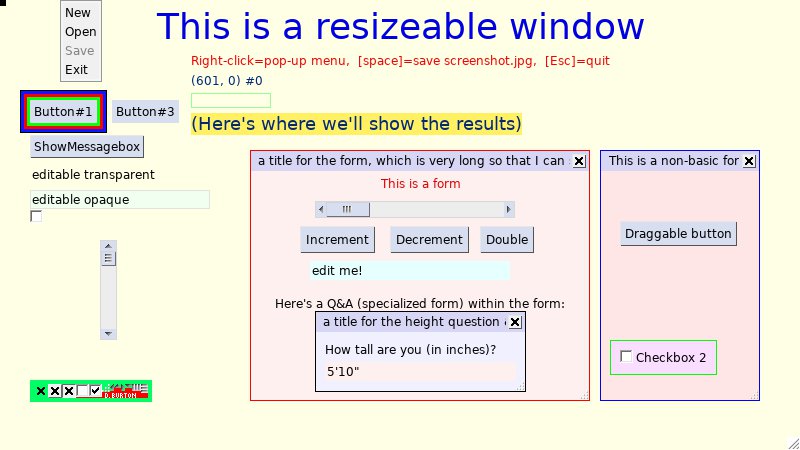 New
Open
Save
Exit
This is a resizeable window
Right-click=pop-up menu, [space]=save screenshot.jpg, [Esc]=quit
(601, 0) #0
Button#1
Button#3
(Here's where we'll show the results)
ShowMessagebox
editable transparent
editable opaque
a title for the form, which is very long so that I can
This is a form
Increment
Decrement
Double
edit me!
Here's a Q&A (specialized form) within the form:
a title for the height question
How tall are you (in inches)?
5'10"
This is a non-basic for
Draggable button
Checkbox 2
D.BURTON